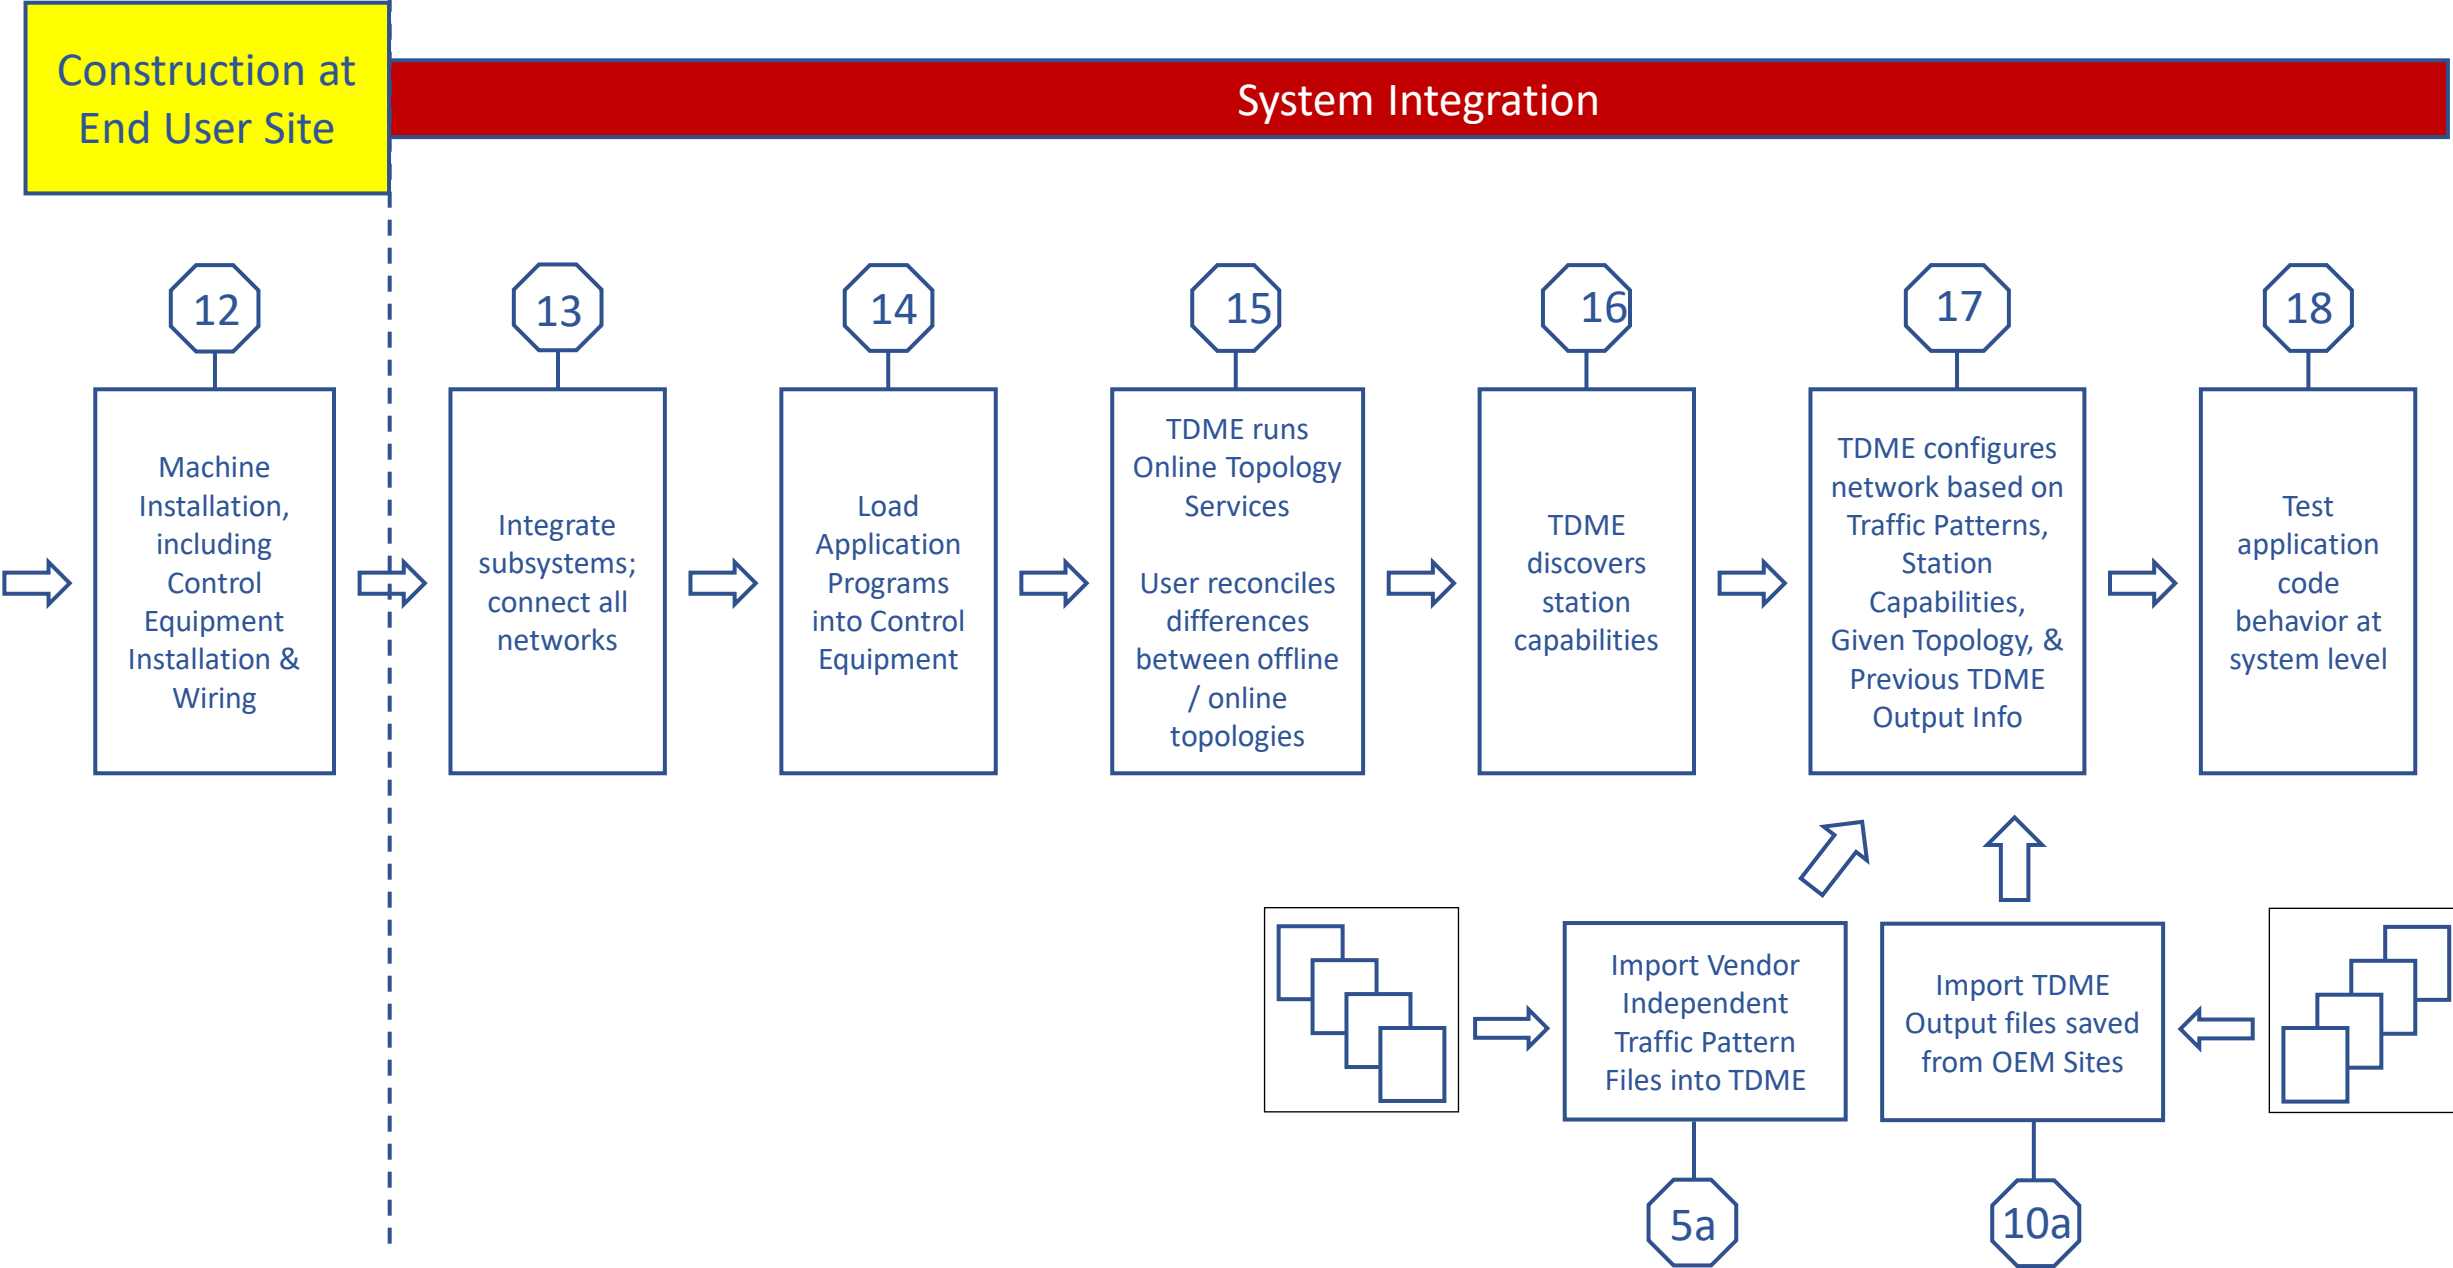 Construction at
End User Site
System Integration
12
13
14
15
16
17
18
Machine
Installation,
including
Control
Equipment
Installation &
Wiring
Integrate
subsystems;
connect all
networks
Load
Application
Programs
into Control
Equipment
TDME runs
Online Topology
Services
User reconciles
differences
between offline
/ online
topologies
TDME
discovers
station
capabilities
TDME configures
network based on
Traffic Patterns,
Station
Capabilities,
Given Topology, &
Previous TDME
Output Info
Test
application
code
behavior at
system level
Import Vendor
Independent
Traffic Pattern
Files into TDME
Import TDME
Output files saved
from OEM Sites
5a
10a